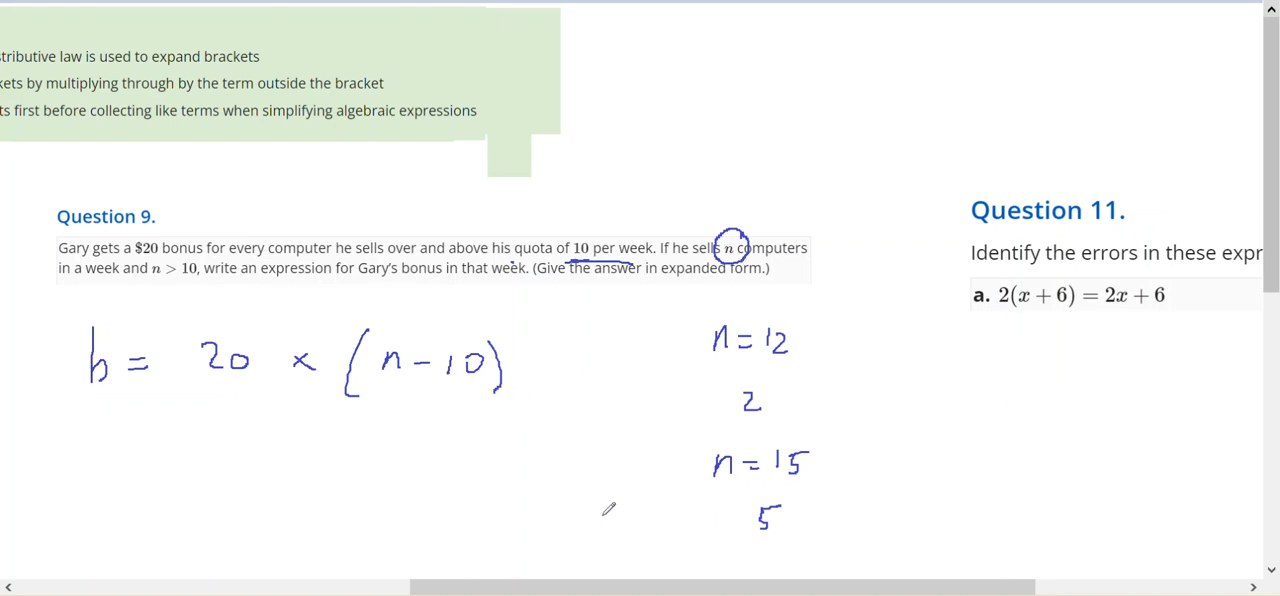 tributive law is used to expand brackets
kets by multiplying through by the term outside the bracket
ts first before collecting like terms when simplifying algebraic expressions
Question 9.
Gary gets a $20 bonus for every computer he sells over and above his quota of 10 per week. If he sells n computers
in a week and n > 10, write an expression for Gary's bonus in that week. (Give the answer in expanded form.)
b = 20 × (n - 10)
n = 12
2
n = 15
5
Question 11.
Identify the errors in these expr
a. 2(x + 6) = 2x + 6